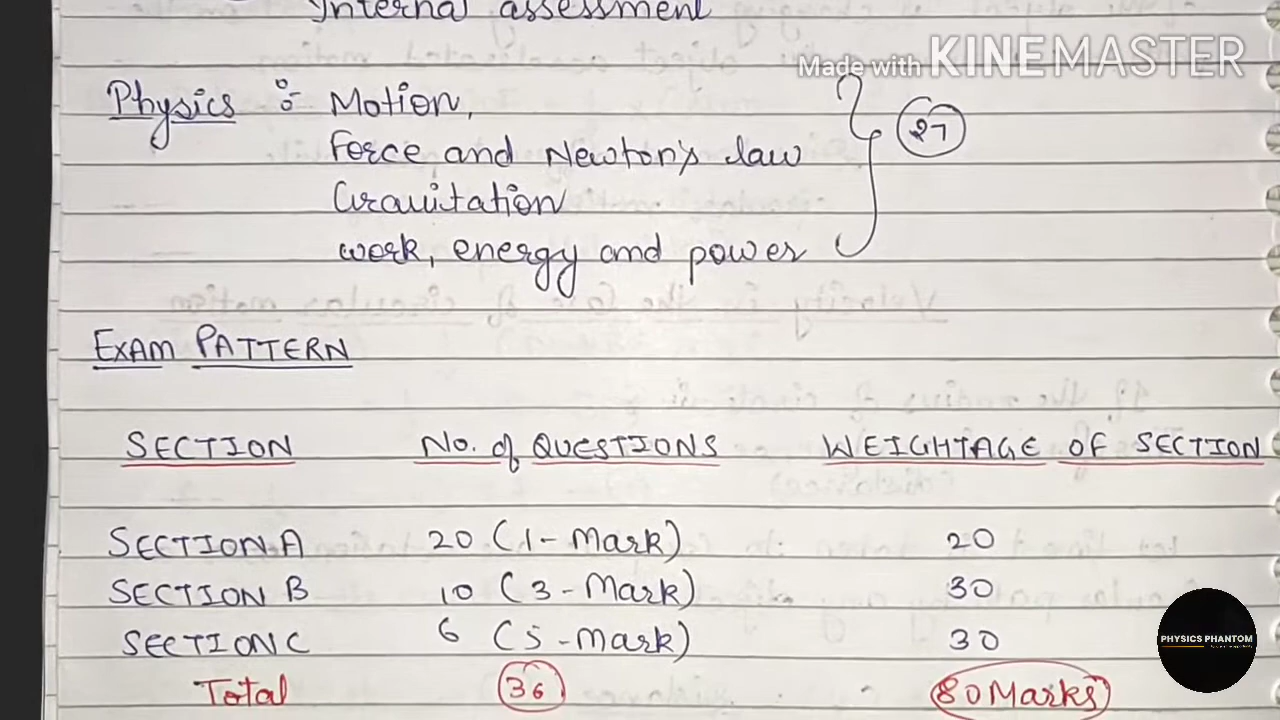 Internal assessment
Made with KINEMASTER
Physics :- Motion,
Force and Newton's law
Gravitation
work, energy and power
27
EXAM PATTERN
SECTION No. of QUESTIONS WEIGHTAGE OF SECTION
SECTION A 20 (1-Mark) 20
SECTION B 10 (3-Mark) 30
SECTION C 6 (5-mark) 30
Total 36 80 Marks
PHYSICS PHANTOM